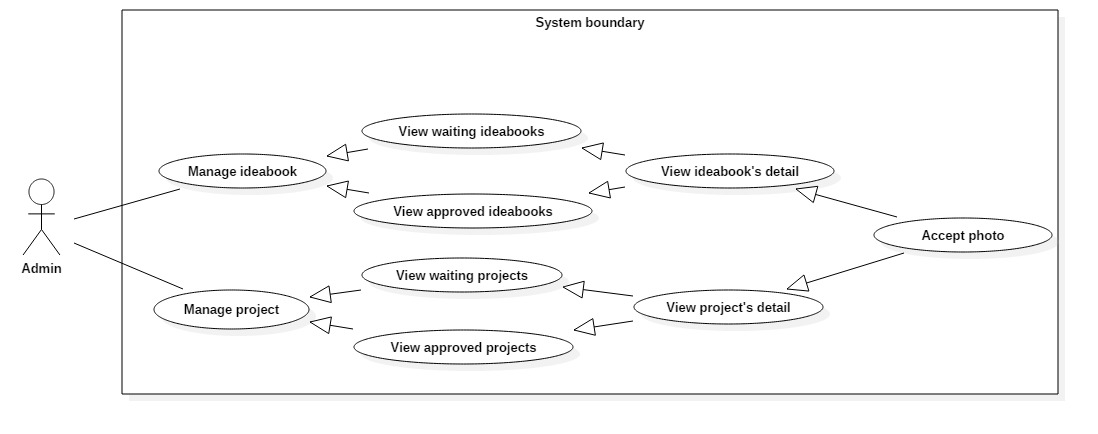 System boundary
View waiting ideabooks
Manage ideabook
View ideabook's detail
View approved ideabooks
Accept photo
Admin
View waiting projects
Manage project
View project's detail
View approved projects